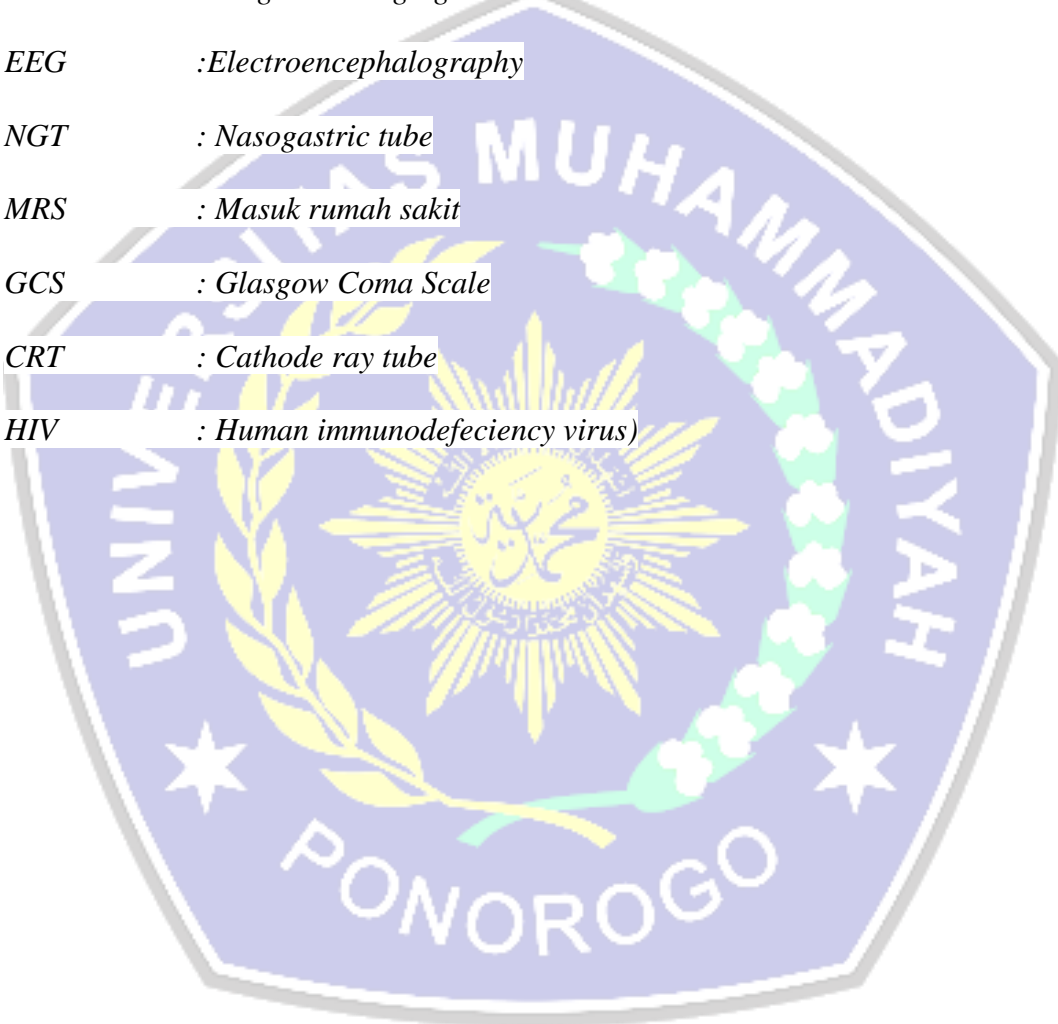 EEG :Electroencephalography
NGT : Nasogastric tube
MRS : Masuk rumah sakit
GCS : Glasgow Coma Scale
CRT : Cathode ray tube
HIV : Human immunodefeciency virus)
UNIVERSITAS MUHAMMADIYAH
PONOROGO